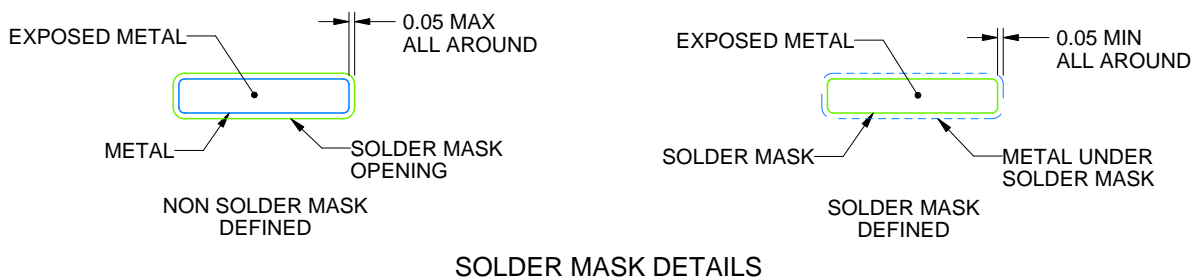 0.05 MAX
ALL AROUND
EXPOSED METAL
METAL
SOLDER MASK
OPENING
NON SOLDER MASK
DEFINED
0.05 MIN
ALL AROUND
EXPOSED METAL
SOLDER MASK
METAL UNDER
SOLDER MASK
SOLDER MASK
DEFINED
SOLDER MASK DETAILS